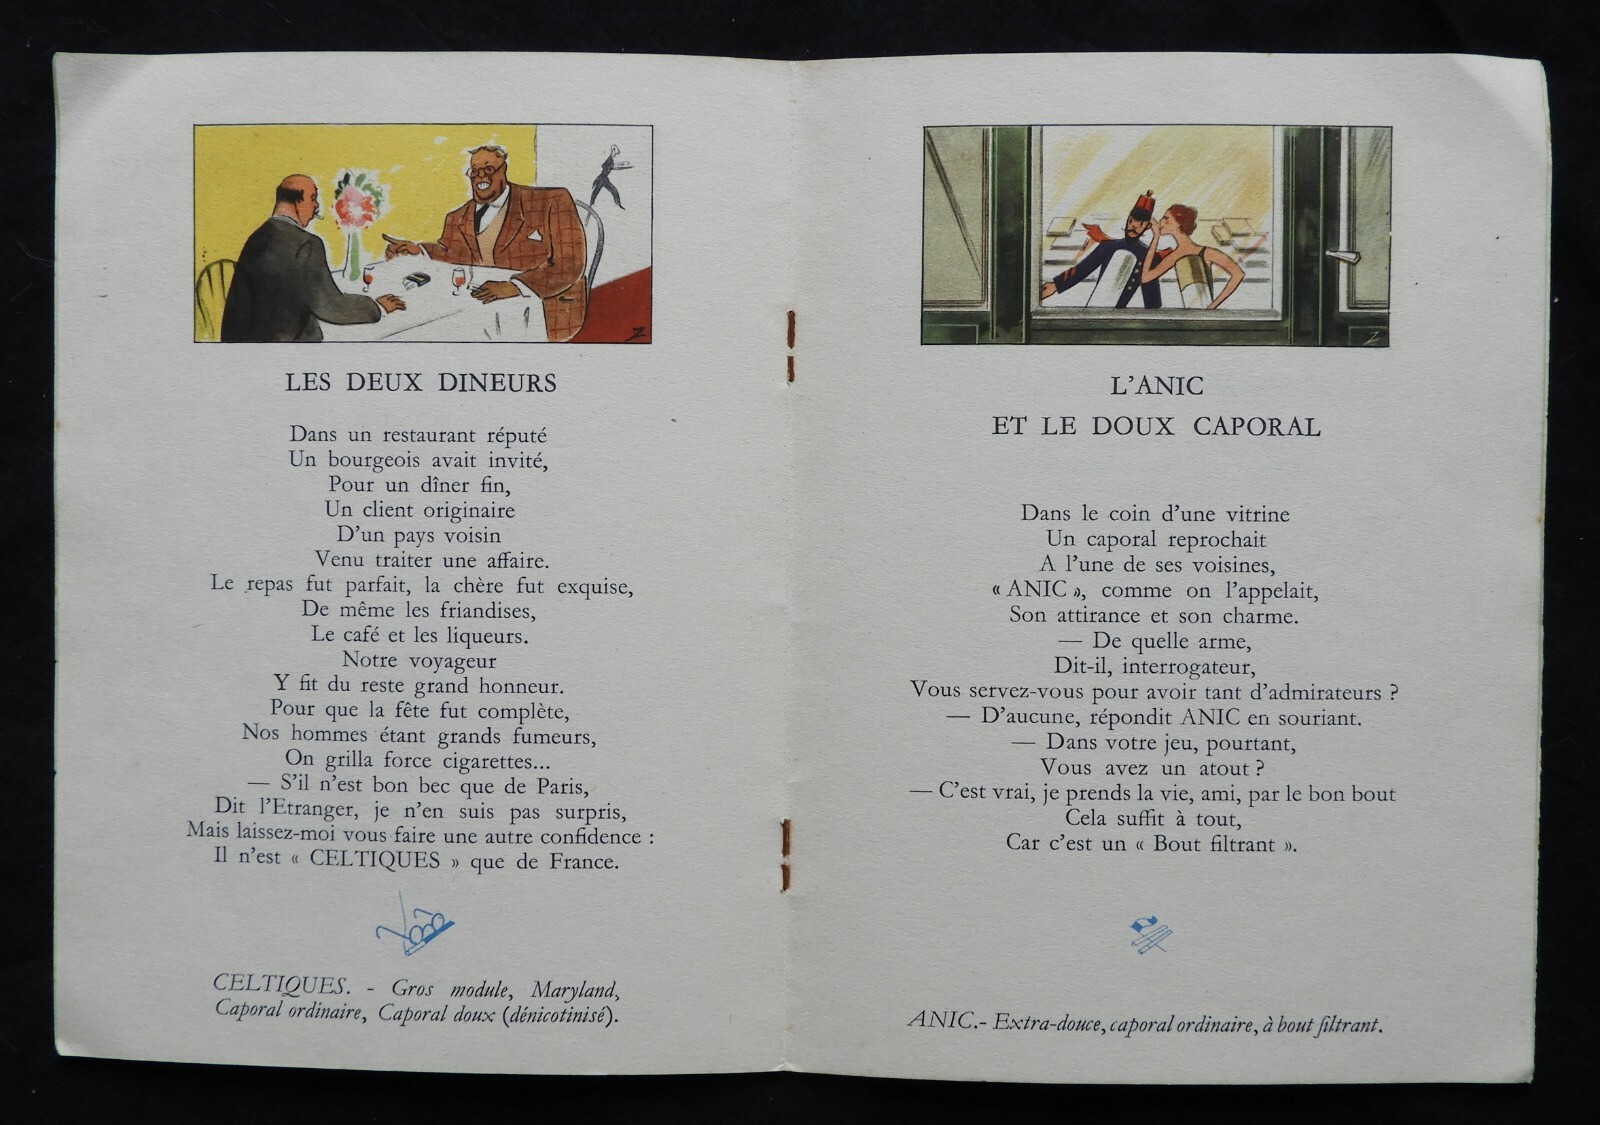 Z
LES DEUX DINEURS
Dans un restaurant réputé
Un bourgeois avait invité,
Pour un dîner fin,
Un client originaire
D'un pays voisin
Venu traiter une affaire.
Le repas fut parfait, la chère fut exquise,
De même les friandises,
Le café et les liqueurs.
Notre voyageur
Y fit du reste grand honneur.
Pour que la fête fut complète,
Nos hommes étant grands fumeurs,
On grilla force cigarettes...
— S'il n'est bon bec que de Paris,
Dit l'Etranger, je n'en suis pas surpris,
Mais laissez-moi vous faire une autre confidence :
Il n'est « CELTIQUES » que de France.
CELTIQUES. - Gros module, Maryland,
Caporal ordinaire, Caporal doux (dénicotinisé).
Z
L'ANIC
ET LE DOUX CAPORAL
Dans le coin d'une vitrine
Un caporal reprochait
A l'une de ses voisines,
« ANIC », comme on l'appelait,
Son attirance et son charme.
— De quelle arme,
Dit-il, interrogateur,
Vous servez-vous pour avoir tant d'admirateurs ?
— D'aucune, répondit ANIC en souriant.
— Dans votre jeu, pourtant,
Vous avez un atout ?
— C'est vrai, je prends la vie, ami, par le bon bout
Cela suffit à tout,
Car c'est un « Bout filtrant ».
ANIC.- Extra-douce, caporal ordinaire, à bout filtrant.